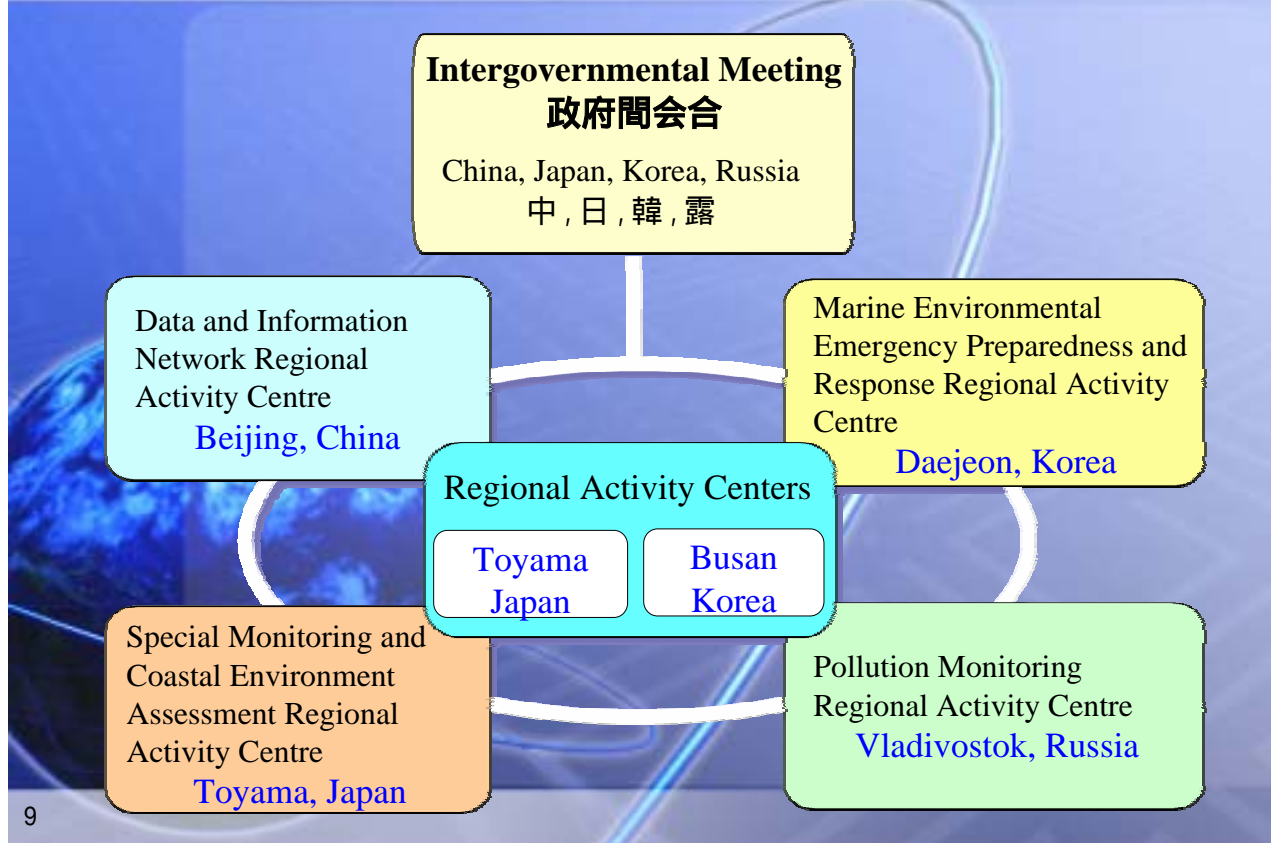 Intergovernmental Meeting
政府間会合
China, Japan, Korea, Russia
中 , 日 , 韓 , 露
Data and Information
Network Regional
Activity Centre
Beijing, China
Marine Environmental
Emergency Preparedness and
Response Regional Activity
Centre
Daejeon, Korea
Regional Activity Centers
Toyama
Japan
Busan
Korea
Special Monitoring and
Coastal Environment
Assessment Regional
Activity Centre
Toyama, Japan
Pollution Monitoring
Regional Activity Centre
Vladivostok, Russia
9